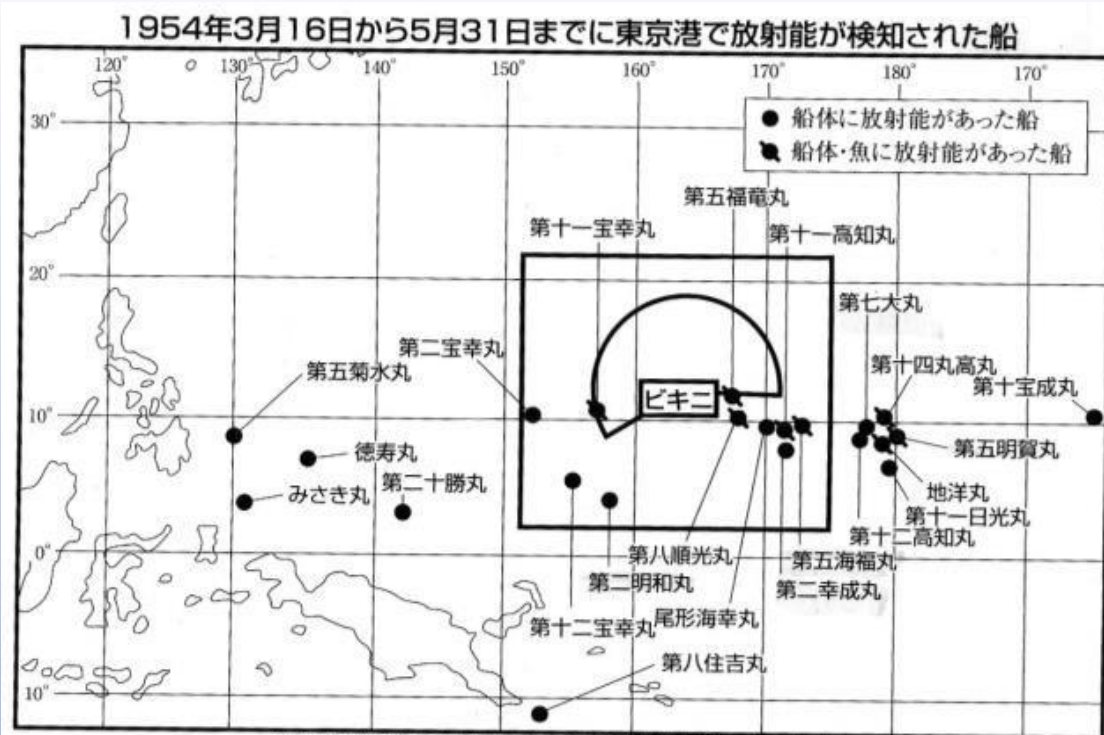 1954年3月16日から5月31日までに東京港で放射能が検知された船
120° 130° 140° 150° 160° 170° 180° 170°
船体に放射能があった船
船体・魚に放射能があった船
30°
第五福竜丸
第十一宝幸丸
第十一高知丸
20°
第七大丸
第二宝幸丸
第十四丸高丸
第五菊水丸
第十宝成丸
ビキニ
10°
第五明賀丸
徳寿丸
みさき丸
第二十勝丸
地洋丸
第十一日光丸
第十二高知丸
0°
第八順光丸
第五海福丸
第二明和丸
第二幸成丸
第十二宝幸丸
尾形海幸丸
第八住吉丸
10°